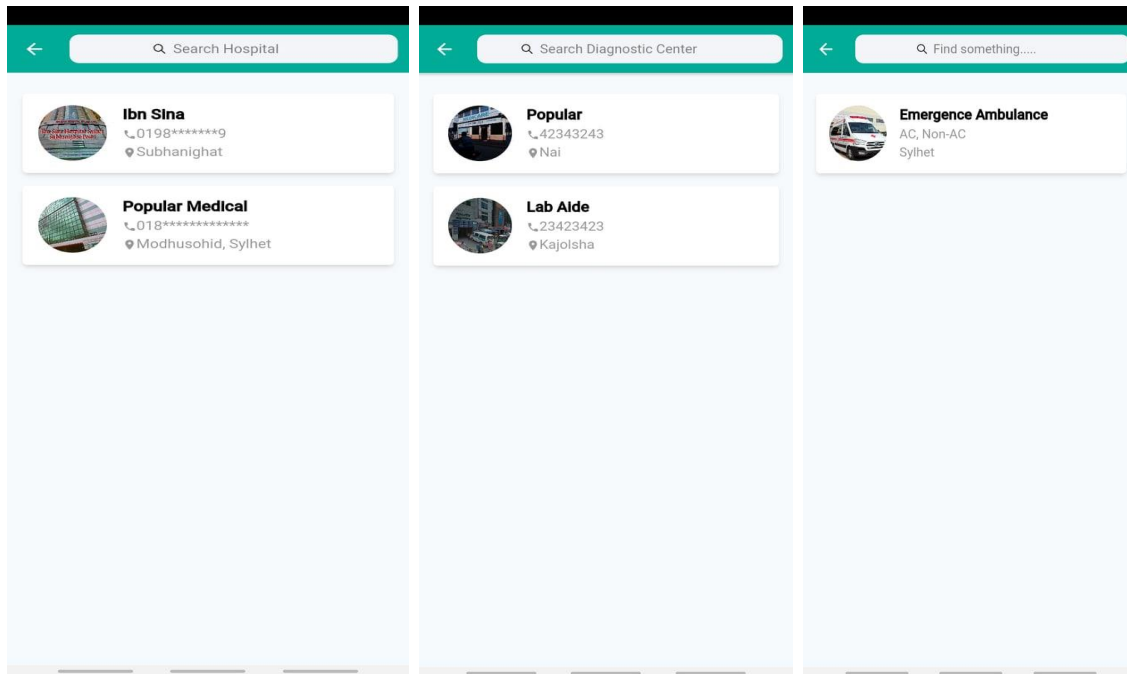 Search Hospital
Ibn Sina
0198*******9
Subhanighat
Popular Medical
018*************
Modhusohid, Sylhet
Search Diagnostic Center
Popular
42343243
Nai
Lab Aide
23423423
Kajolsha
Find something.....
Emergence Ambulance
AC, Non-AC
Sylhet